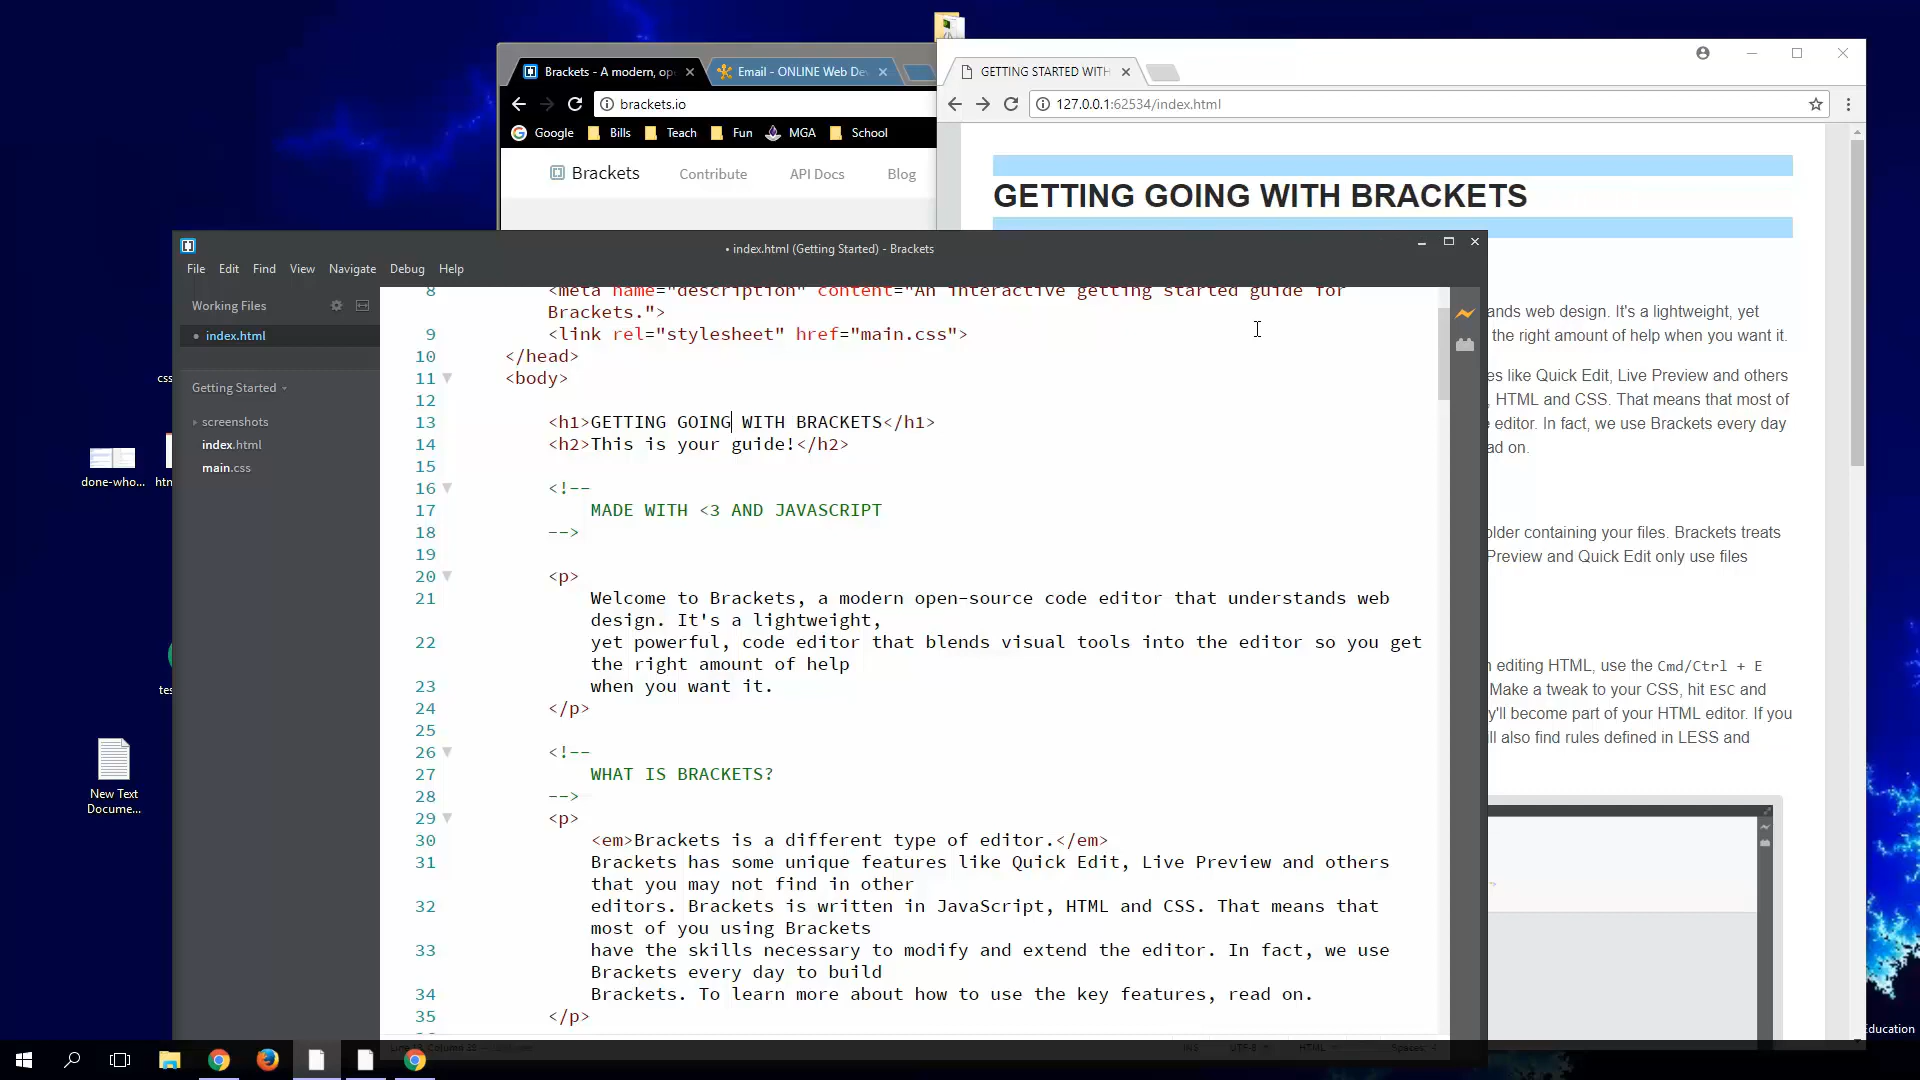 Brackets - A modern, op
Email - ONLINE Web De
brackets.io
Google
Bills
Teach
Fun
MGA
School
Brackets
Contribute
API Docs
Blog
GETTING STARTED WITH
127.0.0.1:62534/index.html
GETTING GOING WITH BRACKETS
ands web design. It's a lightweight, yet
the right amount of help when you want it.
es like Quick Edit, Live Preview and others
, HTML and CSS. That means that most of
e editor. In fact, we use Brackets every day
ad on.
older containing your files. Brackets treats
Preview and Quick Edit only use files
n editing HTML, use the Cmd/Ctrl + E
Make a tweak to your CSS, hit ESC and
y'll become part of your HTML editor. If you
ll also find rules defined in LESS and
• index.html (Getting Started) - Brackets
File Edit Find View Navigate Debug Help
Working Files
index.html
Getting Started
screenshots
index.html
main.css
8 <meta name="description" content="An interactive getting started guide for
Brackets.">
9 <link rel="stylesheet" href="main.css">
10 </head>
11 <body>
12
13 <h1>GETTING GOING WITH BRACKETS</h1>
14 <h2>This is your guide!</h2>
15
16 <!--
17 MADE WITH <3 AND JAVASCRIPT
18 -->
19
20 <p>
21 Welcome to Brackets, a modern open-source code editor that understands web
design. It's a lightweight,
22 yet powerful, code editor that blends visual tools into the editor so you get
the right amount of help
23 when you want it.
24 </p>
25
26 <!--
27 WHAT IS BRACKETS?
28 -->
29 <p>
30 <em>Brackets is a different type of editor.</em>
31 Brackets has some unique features like Quick Edit, Live Preview and others
that you may not find in other
32 editors. Brackets is written in JavaScript, HTML and CSS. That means that
most of you using Brackets
33 have the skills necessary to modify and extend the editor. In fact, we use
Brackets every day to build
34 Brackets. To learn more about how to use the key features, read on.
35 </p>
INS UTF-8 HTML
css
done-who...
htn
tes
New Text
Docume...
Education